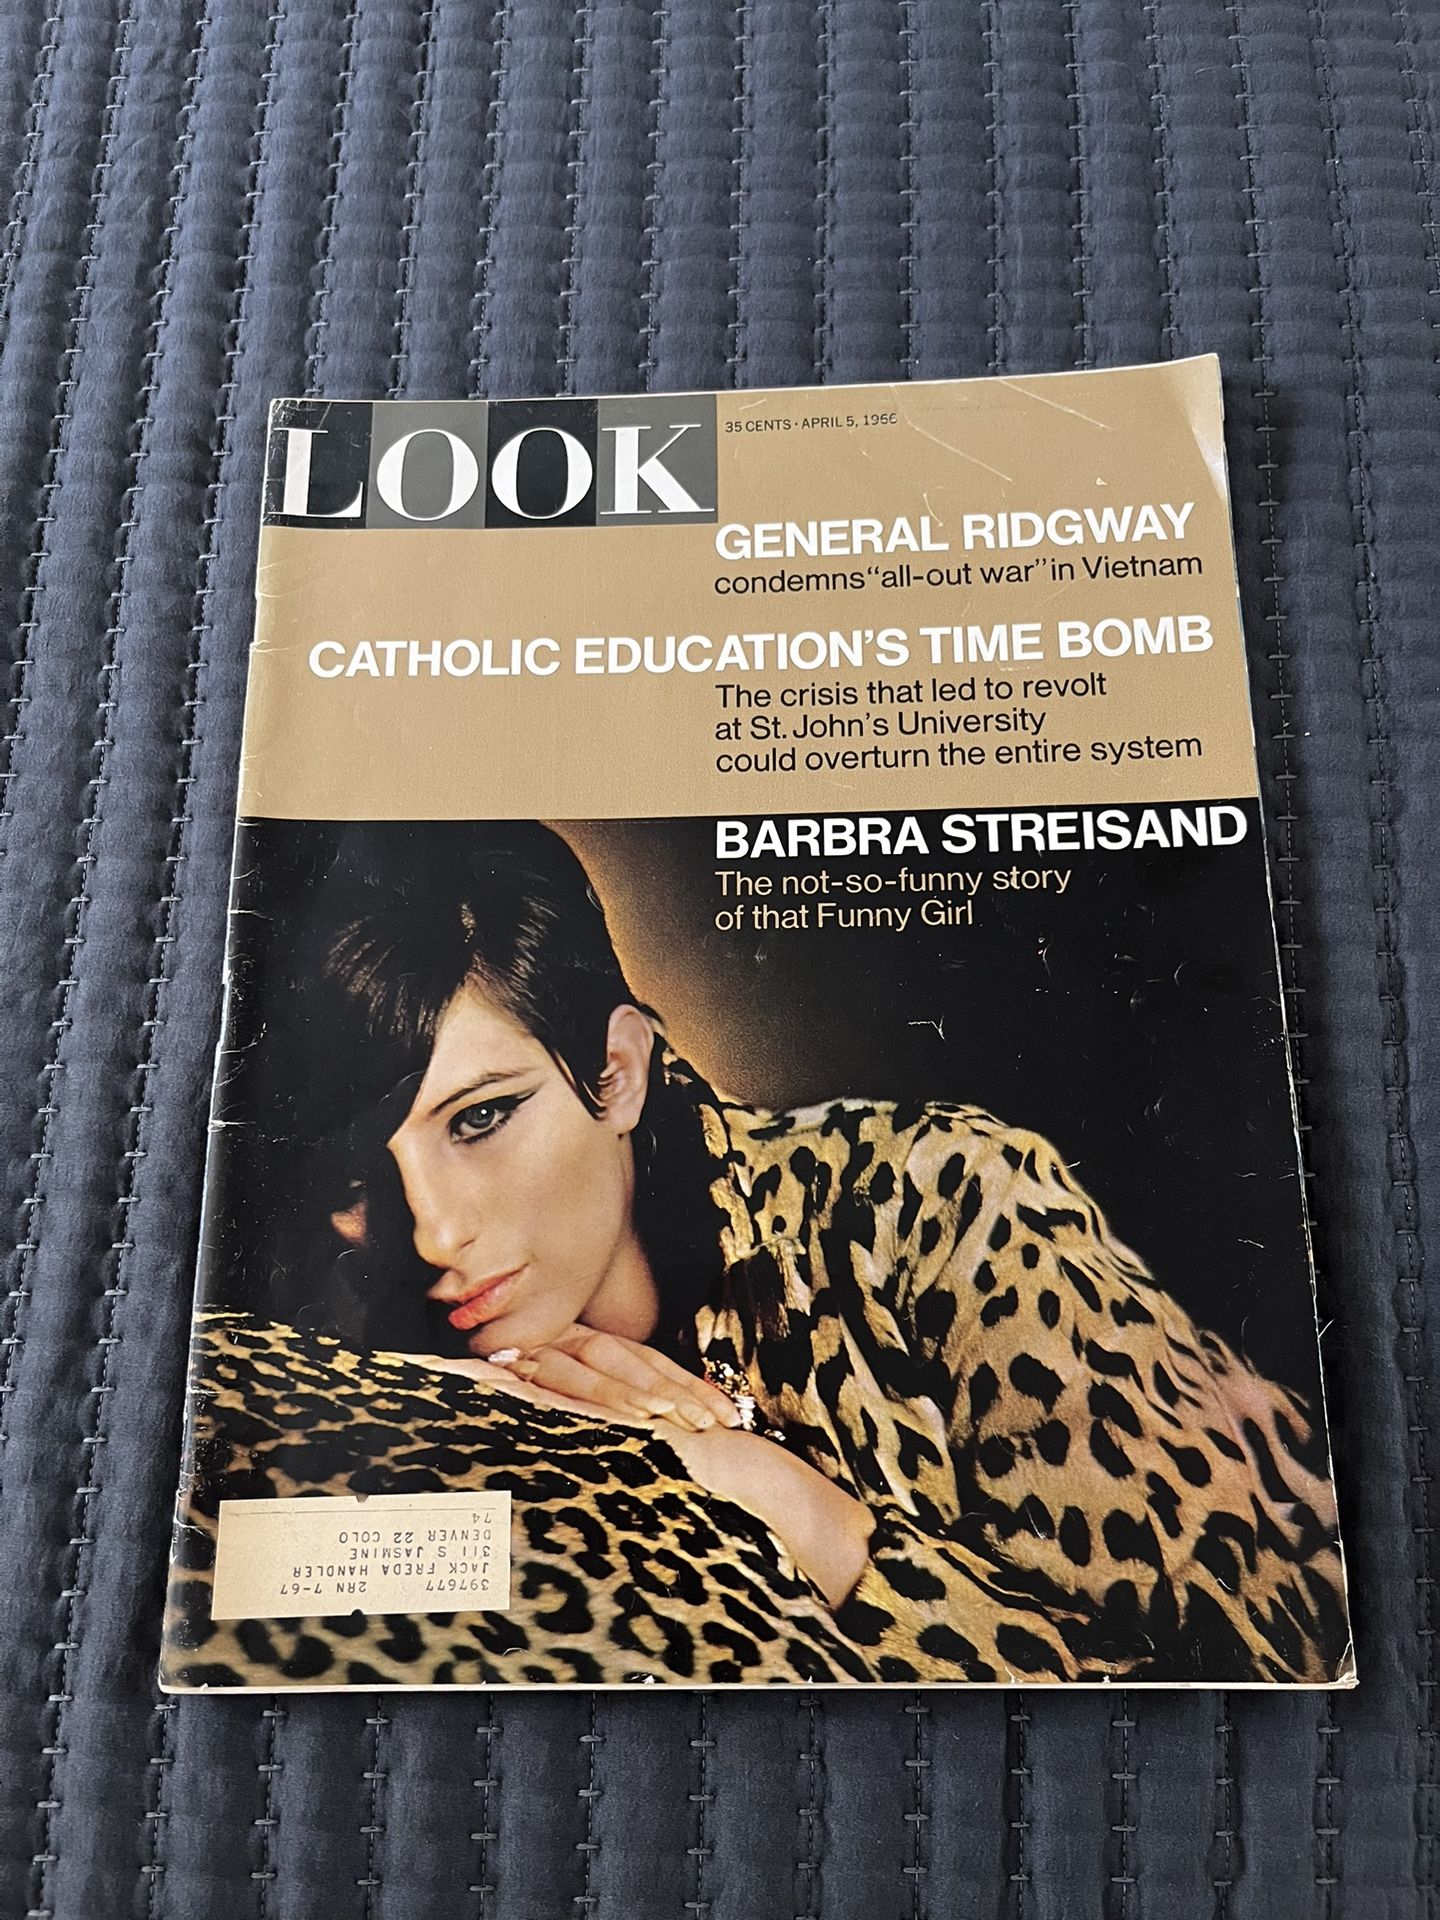 LOOK
35 CENTS · APRIL 5, 1966
GENERAL RIDGWAY
condemns “all-out war” in Vietnam
CATHOLIC EDUCATION'S TIME BOMB
The crisis that led to revolt
at St. John's University
could overturn the entire system
BARBRA STREISAND
The not-so-funny story
of that Funny Girl
397677 2RN 7-67
JACK FREDA HANDLER
311 S JASMINE
DENVER 22 COLO
74